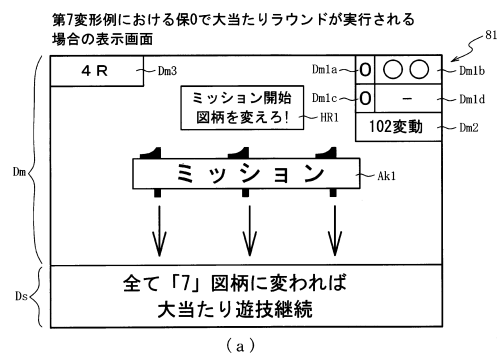 第7変形例における保0で大当たりラウンドが実行される
場合の表示画面
81
4R
Dm3
Dm1a
0
○○
Dm1b
ミッション開始
図柄を変えろ!
HR1
Dm1c
0
－
Dm1d
102変動
Dm2
Dm
ミッション
Ak1
Ds
全て「7」図柄に変われば
大当たり遊技継続
(a)